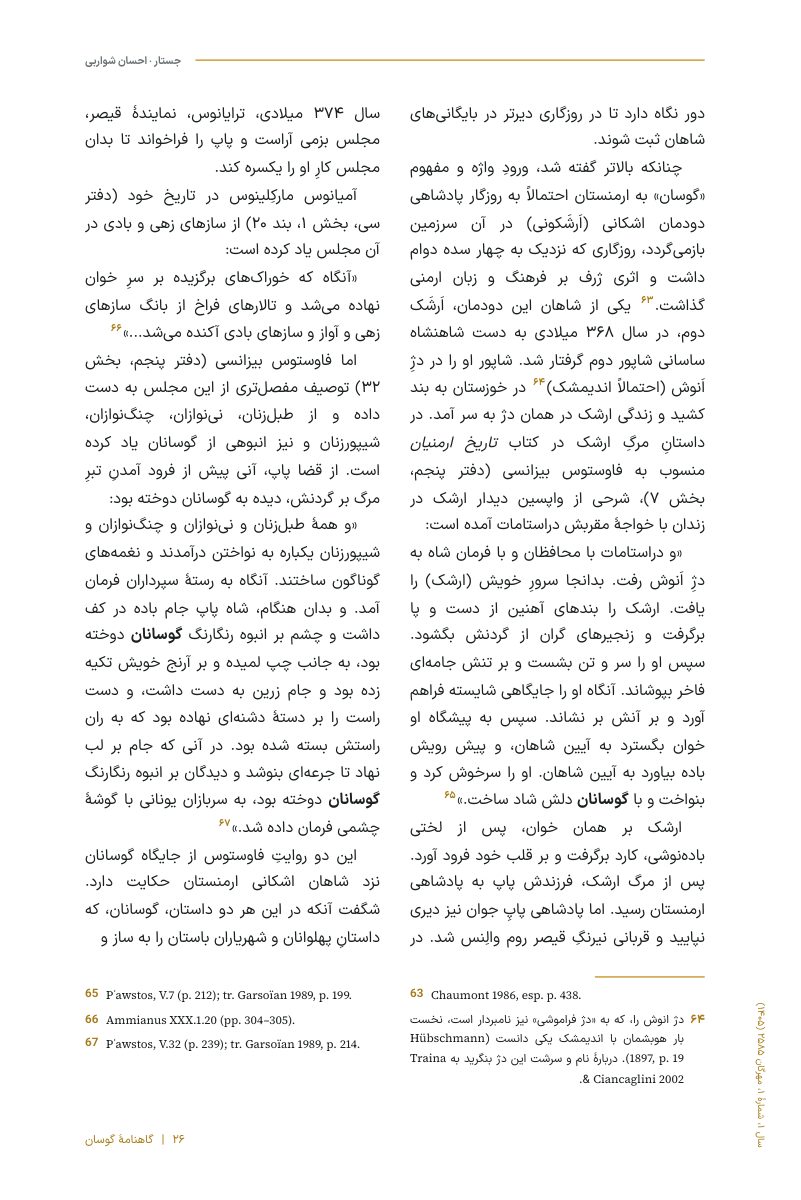 جستار · احسان شواربی
دور نگاه دارد تا در روزگاری دیرتر در بایگانی‌های
شاهان ثبت شوند.
چنانکه بالاتر گفته شد، ورودِ واژه و مفهوم
«گوسان» به ارمنستان احتمالاً به روزگار پادشاهی
دودمان اشکانی (اَرشَکونی) در آن سرزمین
بازمی‌گردد، روزگاری که نزدیک به چهار سده دوام
داشت و اثری ژرف بر فرهنگ و زبان ارمنی
گذاشت.۶۳ یکی از شاهان این دودمان، اَرشَک
دوم، در سال ۳۶۸ میلادی به دست شاهنشاه
ساسانی شاپور دوم گرفتار شد. شاپور او را در دژِ
اَنوش (احتمالاً اندیمشک)۶۴ در خوزستان به بند
کشید و زندگی ارشک در همان دژ به سر آمد. در
داستانِ مرگِ ارشک در کتاب تاریخ ارمنیان
منسوب به فاوستوس بیزانسی (دفتر پنجم،
بخش ۷)، شرحی از واپسین دیدار ارشک در
زندان با خواجهٔ مقربش دراستامات آمده است:
«و دراستامات با محافظان و با فرمان شاه به
دژِ اَنوش رفت. بدانجا سرورِ خویش (ارشک) را
یافت. ارشک را بندهای آهنین از دست و پا
برگرفت و زنجیرهای گران از گردنش بگشود.
سپس او را سر و تن بشست و بر تنش جامه‌ای
فاخر بپوشاند. آنگاه او را جایگاهی شایسته فراهم
آورد و بر آنش بر نشاند. سپس به پیشگاه او
خوان بگسترد به آیین شاهان، و پیش رویش
باده بیاورد به آیین شاهان. او را سرخوش کرد و
بنواخت و با گوسانان دلش شاد ساخت.»۶۵
ارشک بر همان خوان، پس از لختی
باده‌نوشی، کارد برگرفت و بر قلب خود فرود آورد.
پس از مرگ ارشک، فرزندش پاپ به پادشاهی
ارمنستان رسید. اما پادشاهی پاپِ جوان نیز دیری
نپایید و قربانی نیرنگِ قیصر روم والِنس شد. در
سال ۳۷۴ میلادی، ترایانوس، نمایندهٔ قیصر،
مجلس بزمی آراست و پاپ را فراخواند تا بدان
مجلس کارِ او را یکسره کند.
آمیانوس مارکِلینوس در تاریخ خود (دفتر
سی، بخش ۱، بند ۲۰) از سازهای زهی و بادی در
آن مجلس یاد کرده است:
«آنگاه که خوراک‌های برگزیده بر سرِ خوان
نهاده می‌شد و تالارهای فراخ از بانگ سازهای
زهی و آواز و سازهای بادی آکنده می‌شد...»۶۶
اما فاوستوس بیزانسی (دفتر پنجم، بخش
۳۲) توصیف مفصل‌تری از این مجلس به دست
داده و از طبل‌زنان، نی‌نوازان، چنگ‌نوازان،
شیپورزنان و نیز انبوهی از گوسانان یاد کرده
است. از قضا پاپ، آنی پیش از فرود آمدنِ تبرِ
مرگ بر گردنش، دیده به گوسانان دوخته بود:
«و همهٔ طبل‌زنان و نی‌نوازان و چنگ‌نوازان و
شیپورزنان یکباره به نواختن درآمدند و نغمه‌های
گوناگون ساختند. آنگاه به رستهٔ سپرداران فرمان
آمد. و بدان هنگام، شاه پاپ جام باده در کف
داشت و چشم بر انبوه رنگارنگ گوسانان دوخته
بود، به جانب چپ لمیده و بر آرنج خویش تکیه
زده بود و جام زرین به دست داشت، و دست
راست را بر دستهٔ دشنه‌ای نهاده بود که به ران
راستش بسته شده بود. در آنی که جام بر لب
نهاد تا جرعه‌ای بنوشد و دیدگان بر انبوه رنگارنگ
گوسانان دوخته بود، به سربازان یونانی با گوشهٔ
چشمی فرمان داده شد.»۶۷
این دو روایتِ فاوستوس از جایگاه گوسانان
نزد شاهان اشکانی ارمنستان حکایت دارد.
شگفت آنکه در این هر دو داستان، گوسانان، که
داستانِ پهلوانان و شهریاران باستان را به ساز و
63 Chaumont 1986, esp. p. 438.
۶۴ دژ انوش را، که به «دژ فراموشی» نیز نامبردار است، نخست
بار هوبشمان با اندیمشک یکی دانست (Hübschmann
1897, p. 19). دربارهٔ نام و سرشت این دژ بنگرید به Traina
& Ciancaglini 2002.
65 Pʿawstos, V.7 (p. 212); tr. Garsoïan 1989, p. 199.
66 Ammianus XXX.1.20 (pp. 304–305).
67 Pʿawstos, V.32 (p. 239); tr. Garsoïan 1989, p. 214.
سال ۱، شمارهٔ ۱، مهرگان ۲۵۸۵ (۱۴۰۵)
۲۶ | گاهنامهٔ گوسان